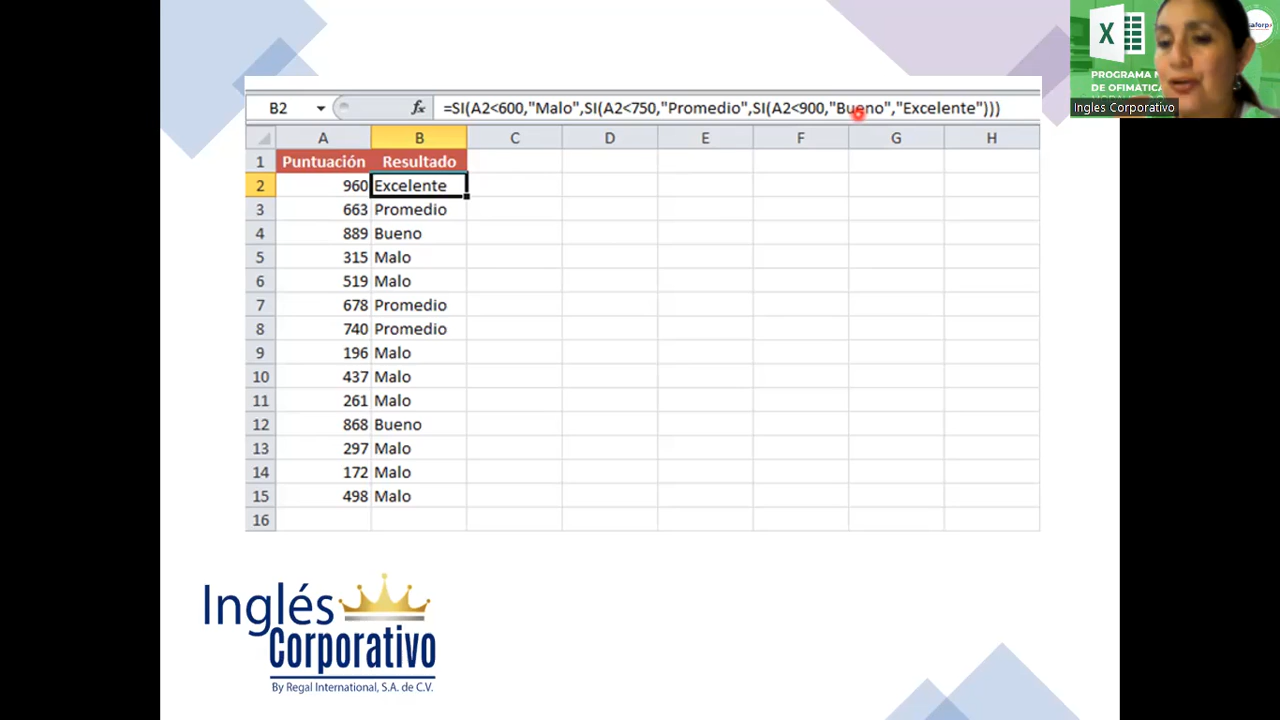 B2 fx =SI(A2<600,"Malo",SI(A2<750,"Promedio",SI(A2<900,"Bueno","Excelente")))
A B C D E F G H
1 Puntuación Resultado
2 960 Excelente
3 663 Promedio
4 889 Bueno
5 315 Malo
6 519 Malo
7 678 Promedio
8 740 Promedio
9 196 Malo
10 437 Malo
11 261 Malo
12 868 Bueno
13 297 Malo
14 172 Malo
15 498 Malo
16
Inglés
Corporativo
By Regal International, S.A. de C.V.
X
PROGRAMA
DE OFIMÁTICA
Ingles Corporativo